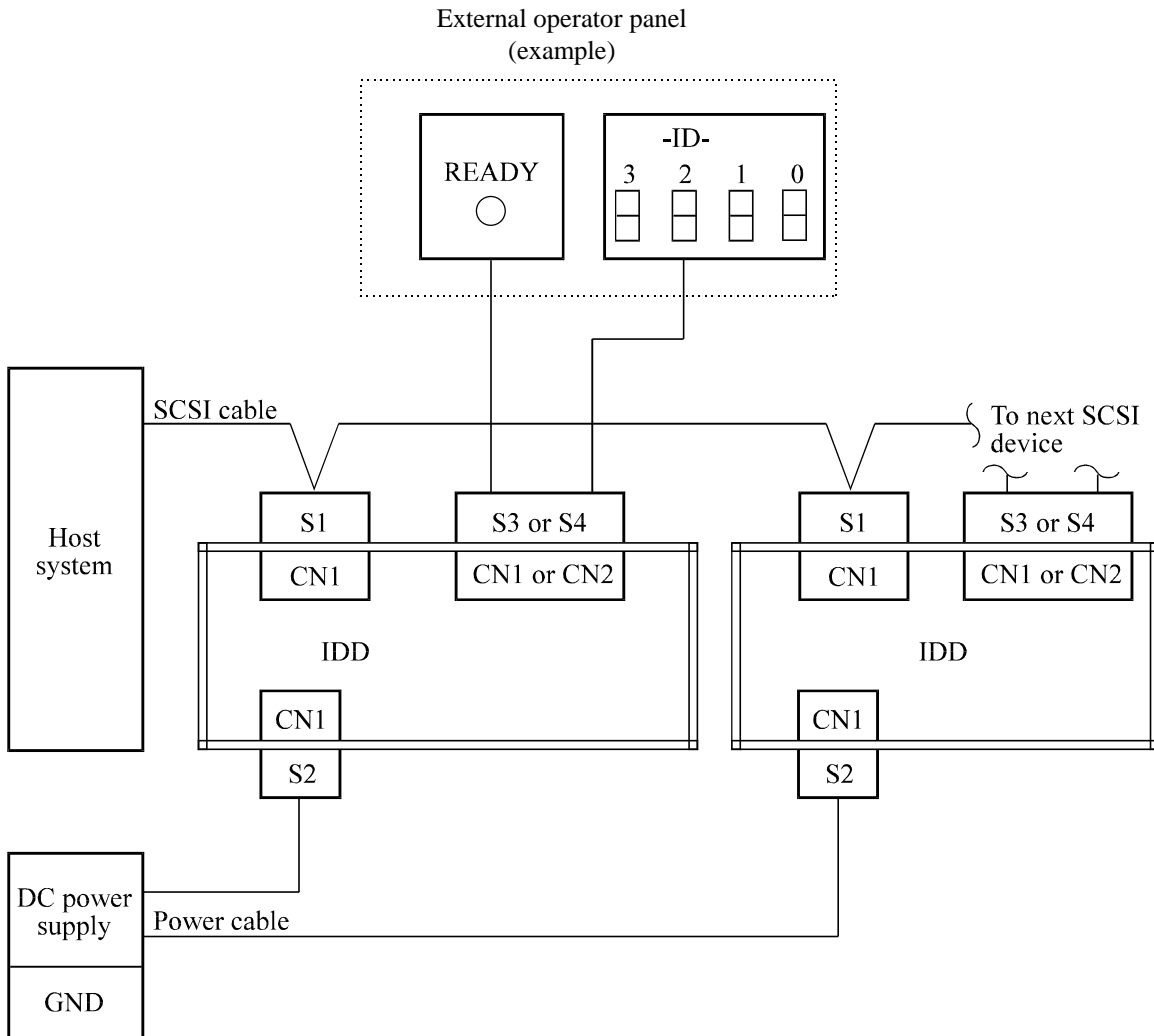 External operator panel
(example)
READY
-ID-
3 2 1 0
SCSI cable
To next SCSI
device
Host
system
S1
S3 or S4
S1
S3 or S4
CN1
CN1 or CN2
CN1
CN1 or CN2
IDD
IDD
CN1
CN1
S2
S2
DC power
supply
Power cable
GND